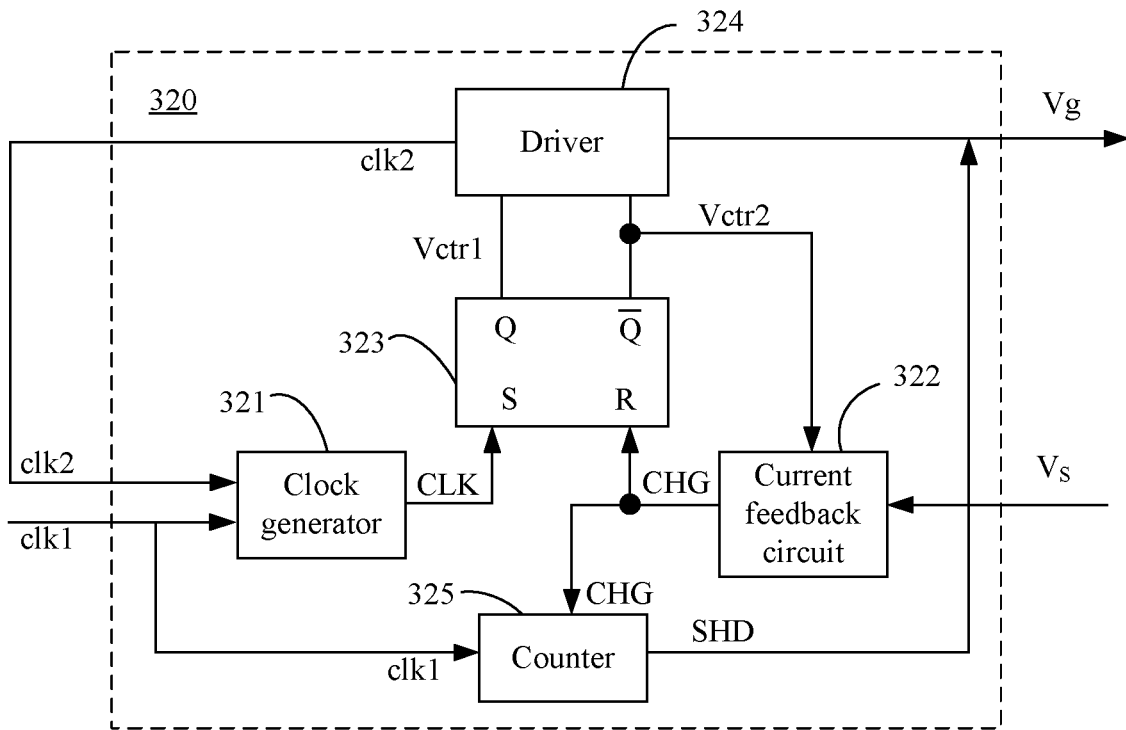 324
320
Vg
Driver
clk2
Vctr2
Vctr1
Q
Q̅
323
S
R
322
321
clk2
Clock
generator
CLK
CHG
Current
feedback
circuit
VS
clk1
325
CHG
SHD
clk1
Counter